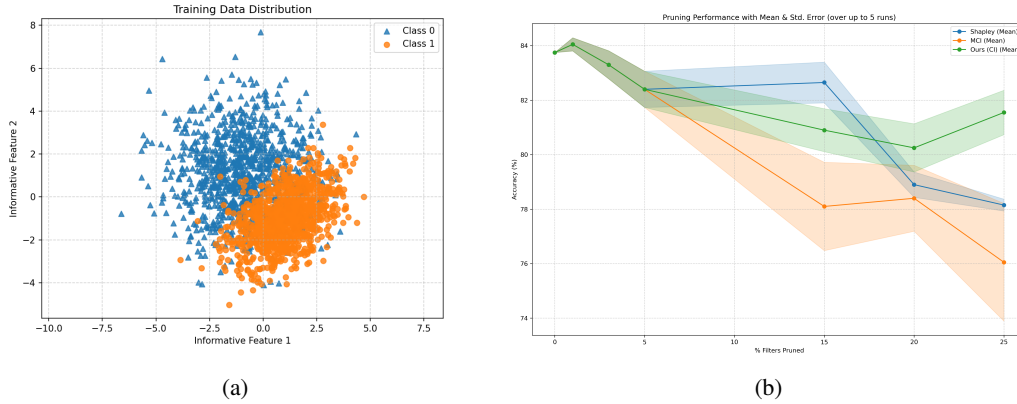 Training Data Distribution
Class 0
Class 1
8
6
4
2
0
−2
−4
Informative Feature 2
−10.0
−7.5
−5.0
−2.5
0.0
2.5
5.0
7.5
Informative Feature 1
(a)
Pruning Performance with Mean & Std. Error (over up to 5 runs)
Shapley (Mean)
MCI (Mean)
Ours (CI) (Mean
84
82
80
78
76
74
Accuracy (%)
0
5
10
15
20
25
% Filters Pruned
(b)